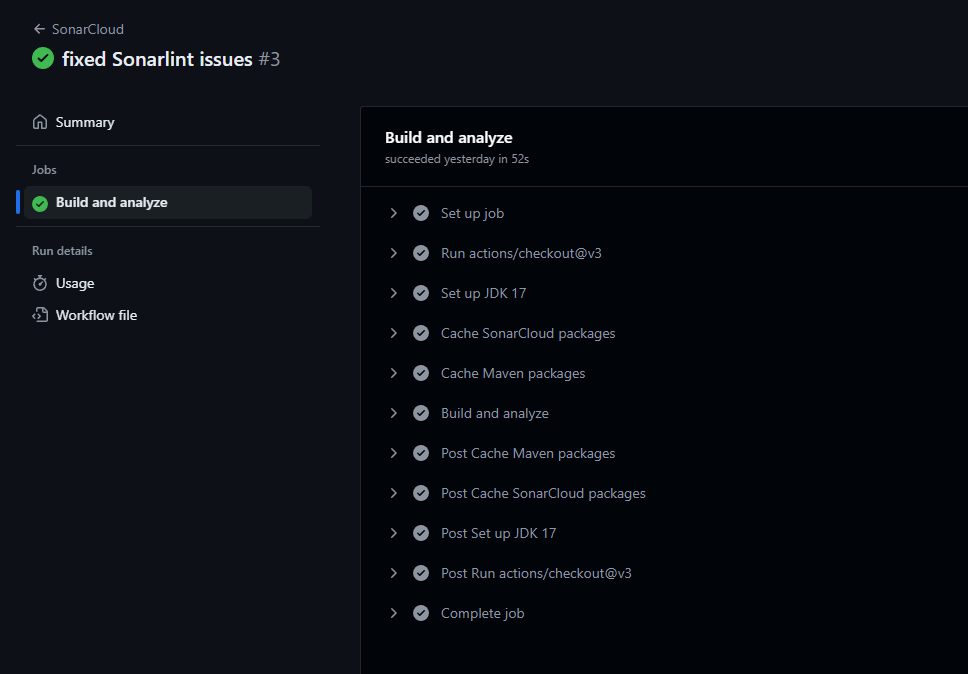 SonarCloud
fixed Sonarlint issues #3
Summary
Jobs
Build and analyze
Run details
Usage
Workflow file
Build and analyze
succeeded yesterday in 52s
Set up job
Run actions/checkout@v3
Set up JDK 17
Cache SonarCloud packages
Cache Maven packages
Build and analyze
Post Cache Maven packages
Post Cache SonarCloud packages
Post Set up JDK 17
Post Run actions/checkout@v3
Complete job